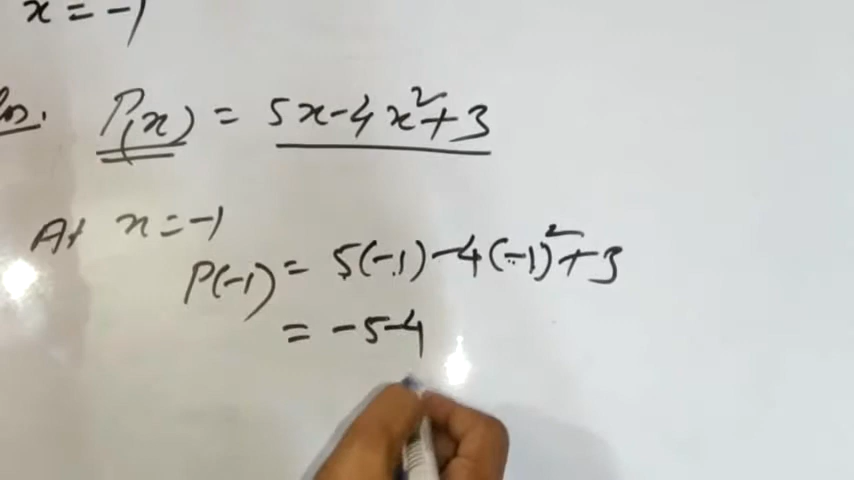 x = -1
P(x) = 5x-4x²+3
At x = -1
P(-1) = 5(-1)-4(-1)²+3
= -5-4